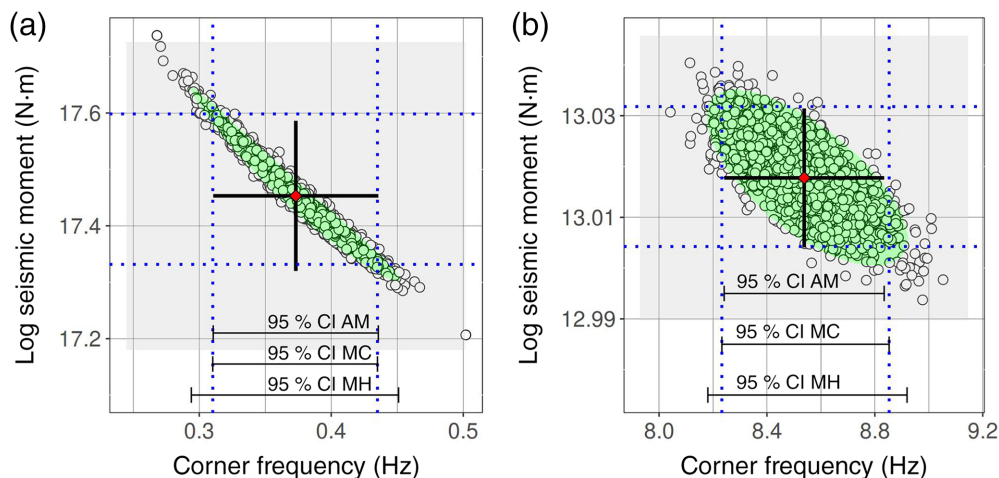 (a)
Log seismic moment (N·m)
17.6
17.4
17.2
95 % CI AM
95 % CI MC
95 % CI MH
0.3 0.4 0.5
Corner frequency (Hz)
(b)
Log seismic moment (N·m)
13.03
13.01
12.99
95 % CI AM
95 % CI MC
95 % CI MH
8.0 8.4 8.8 9.2
Corner frequency (Hz)